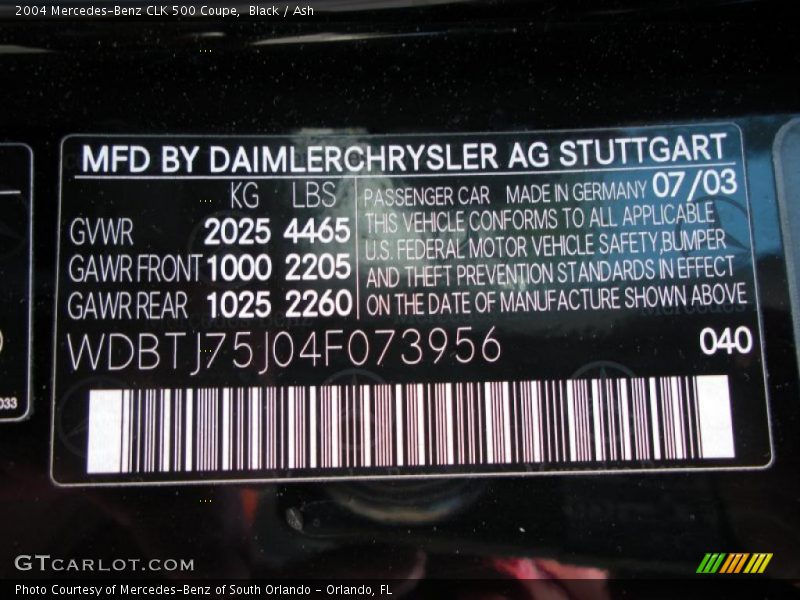 2004 Mercedes-Benz CLK 500 Coupe, Black / Ash
MFD BY DAIMLERCHRYSLER AG STUTTGART
KG LBS
GVWR 2025 4465
GAWR FRONT 1000 2205
GAWR REAR 1025 2260
PASSENGER CAR MADE IN GERMANY 07/03
THIS VEHICLE CONFORMS TO ALL APPLICABLE
U.S. FEDERAL MOTOR VEHICLE SAFETY,BUMPER
AND THEFT PREVENTION STANDARDS IN EFFECT
ON THE DATE OF MANUFACTURE SHOWN ABOVE
WDBTJ75J04F073956
040
033
GTCARLOT.COM
Photo Courtesy of Mercedes-Benz of South Orlando - Orlando, FL